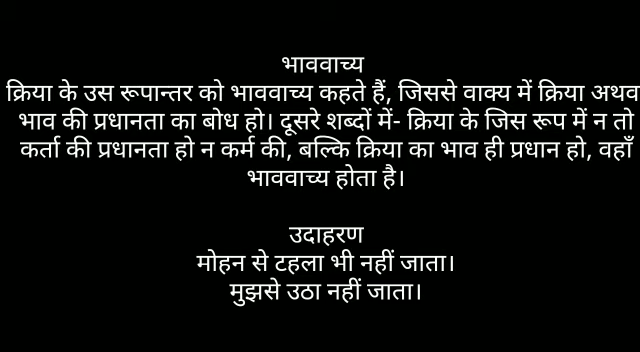 भाववाच्य
क्रिया के उस रूपान्तर को भाववाच्य कहते हैं, जिससे वाक्य में क्रिया अथव
भाव की प्रधानता का बोध हो। दूसरे शब्दों में- क्रिया के जिस रूप में न तो
कर्ता की प्रधानता हो न कर्म की, बल्कि क्रिया का भाव ही प्रधान हो, वहाँ
भाववाच्य होता है।
उदाहरण
मोहन से टहला भी नहीं जाता।
मुझसे उठा नहीं जाता।